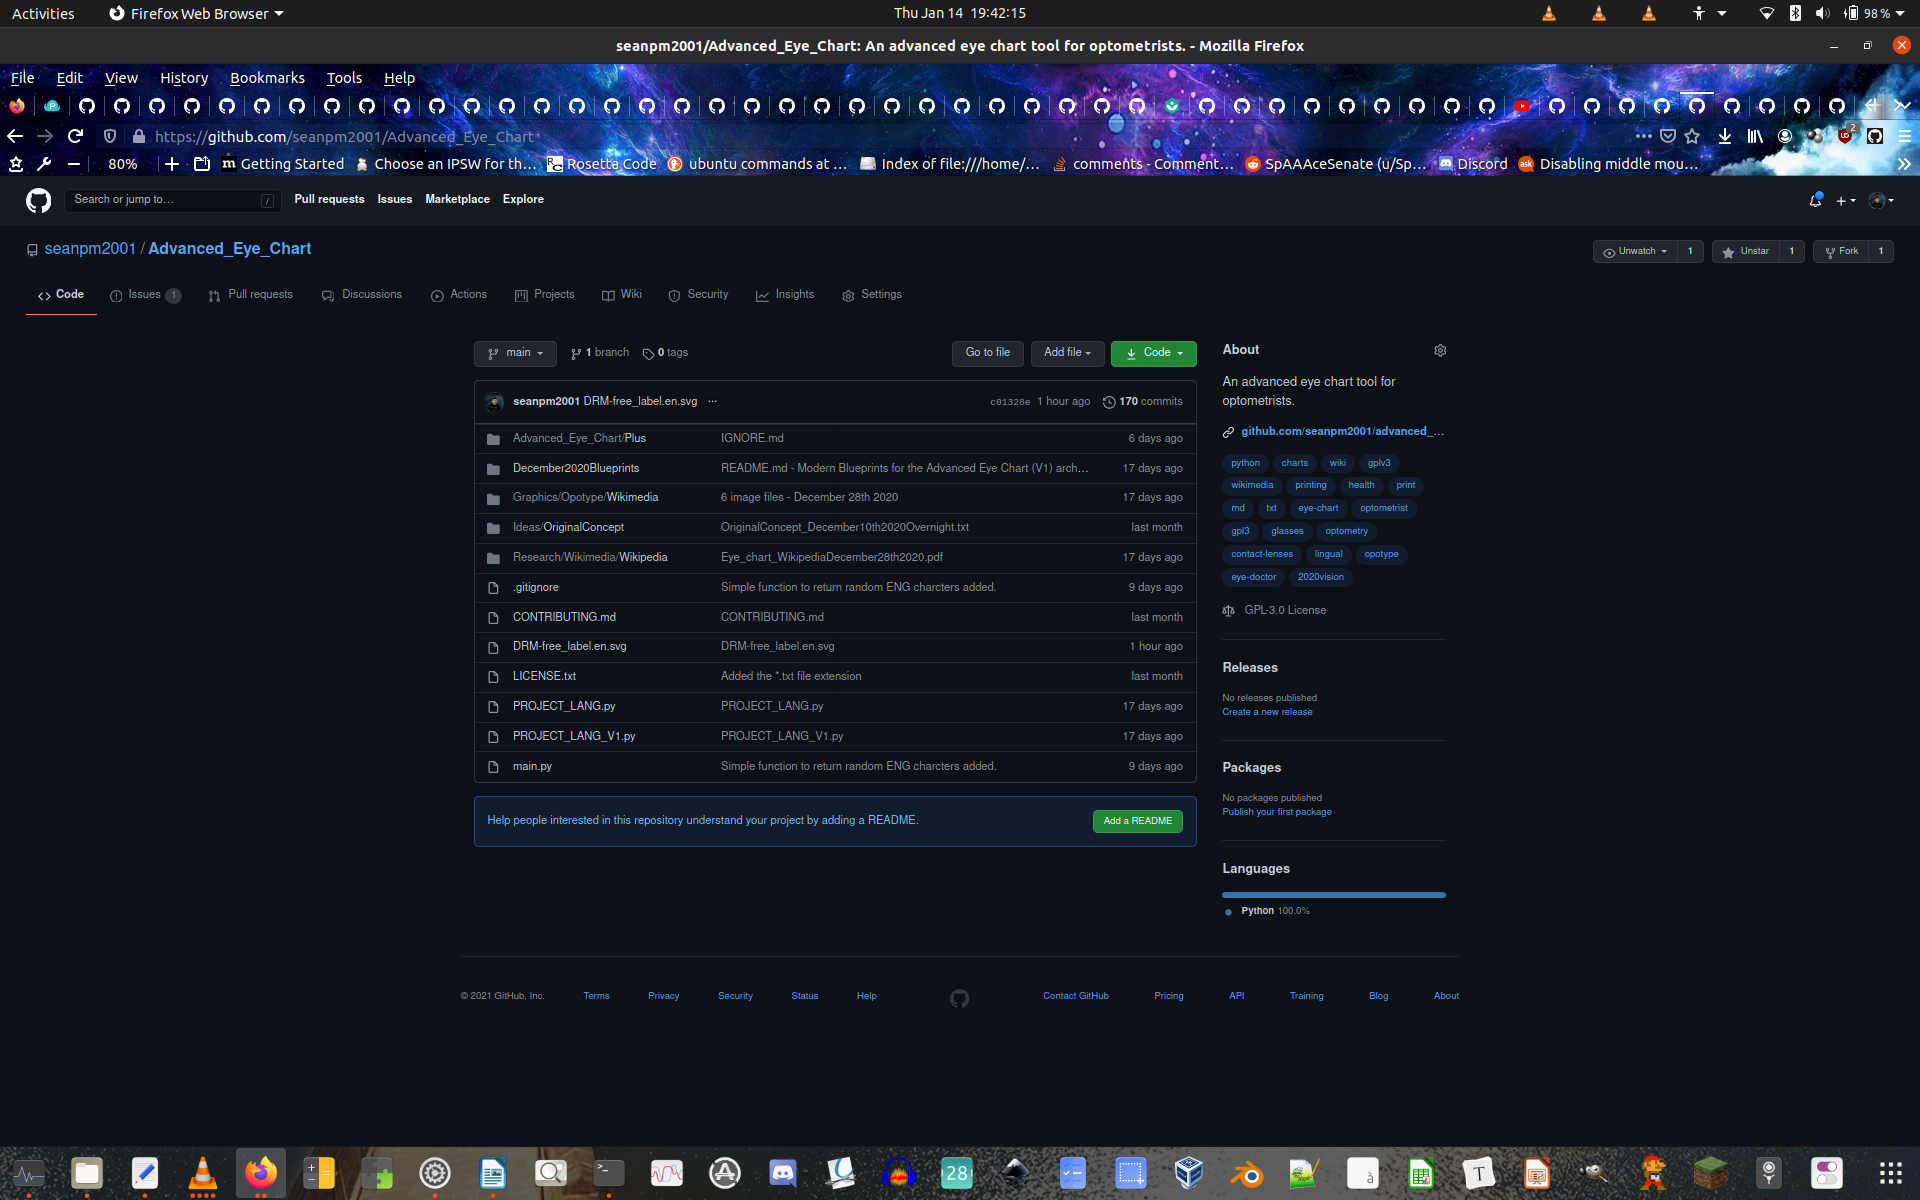 Activities Firefox Web Browser Thu Jan 14 19:42:15 98 %
seanpm2001/Advanced_Eye_Chart: An advanced eye chart tool for optometrists. - Mozilla Firefox
File Edit View History Bookmarks Tools Help
https://github.com/seanpm2001/Advanced_Eye_Chart 2
80% Getting Started Choose an IPSW for th… Rosetta Code ubuntu commands at … Index of file:///home/… comments - Comment… SpAAAceSenate (u/Sp… Discord Disabling middle mou…
Search or jump to… / Pull requests Issues Marketplace Explore
seanpm2001 / Advanced_Eye_Chart Unwatch 1 Unstar 1 Fork 1
Code Issues 1 Pull requests Discussions Actions Projects Wiki Security Insights Settings
main 1 branch 0 tags Go to file Add file Code
seanpm2001 DRM-free_label.en.svg ... c01328e 1 hour ago 170 commits
Advanced_Eye_Chart/Plus IGNORE.md 6 days ago
December2020Blueprints README.md - Modern Blueprints for the Advanced Eye Chart (V1) arch… 17 days ago
Graphics/Opotype/Wikimedia 6 image files - December 28th 2020 17 days ago
Ideas/OriginalConcept OriginalConcept_December10th2020Overnight.txt last month
Research/Wikimedia/Wikipedia Eye_chart_WikipediaDecember28th2020.pdf 17 days ago
.gitignore Simple function to return random ENG charcters added. 9 days ago
CONTRIBUTING.md CONTRIBUTING.md last month
DRM-free_label.en.svg DRM-free_label.en.svg 1 hour ago
LICENSE.txt Added the *.txt file extension last month
PROJECT_LANG.py PROJECT_LANG.py 17 days ago
PROJECT_LANG_V1.py PROJECT_LANG_V1.py 17 days ago
main.py Simple function to return random ENG charcters added. 9 days ago
Help people interested in this repository understand your project by adding a README. Add a README
About
An advanced eye chart tool for
optometrists.
github.com/seanpm2001/advanced_…
python charts wiki gplv3
wikimedia printing health print
md txt eye-chart optometrist
gpl3 glasses optometry
contact-lenses lingual opotype
eye-doctor 2020vision
GPL-3.0 License
Releases
No releases published
Create a new release
Packages
No packages published
Publish your first package
Languages
Python 100.0%
© 2021 GitHub, Inc. Terms Privacy Security Status Help Contact GitHub Pricing API Training Blog About
28